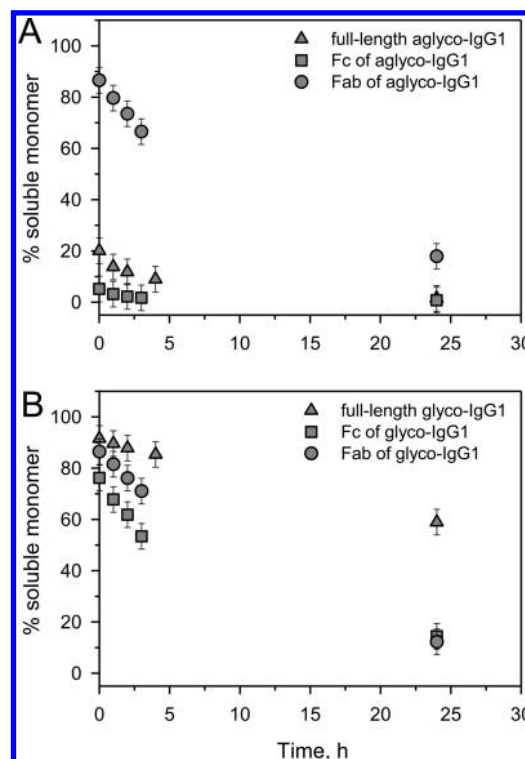 A
full-length aglyco-IgG1
Fc of aglyco-IgG1
Fab of aglyco-IgG1
% soluble monomer
100
80
60
40
20
0
0 5 10 15 20 25 30
B
full-length glyco-IgG1
Fc of glyco-IgG1
Fab of glyco-IgG1
% soluble monomer
100
80
60
40
20
0
0 5 10 15 20 25 30
Time, h